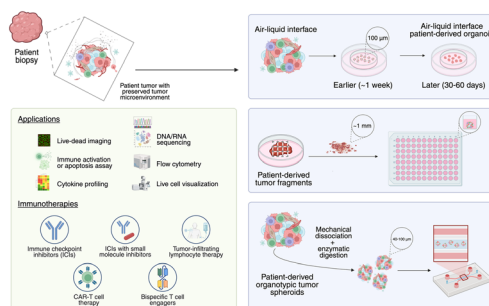 Patient
biopsy
Patient tumor with
preserved tumor
microenvironment
Air-liquid interface
100 µm
Earlier (~1 week)
Air-liquid interface
patient-derived organoi
Later (30-60 days)
Applications
Live-dead imaging
DNA/RNA
sequencing
Immune activation
or apoptosis assay
Flow cytometry
Cytokine profiling
Live cell visualization
Immunotherapies
Immune checkpoint
inhibitors (ICIs)
ICIs with small
molecule inhibitors
Tumor-infiltrating
lymphocyte therapy
CAR-T cell
therapy
Bispecific T cell
engagers
~1 mm
Patient-derived
tumor fragments
Mechanical
dissociation
+
enzymatic
digestion
40-100 µm
Patient-derived
organotypic tumor
spheroids